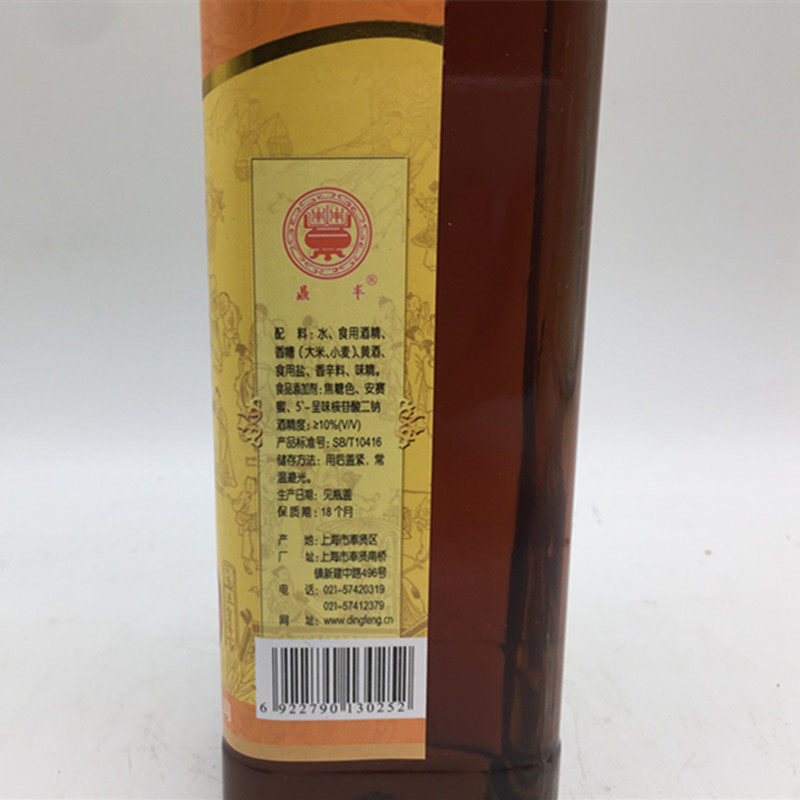 鼎丰®
配 料：水、食用酒精、
香糟（大米、小麦）、黄酒、
食用盐、香辛料、味精。
食品添加剂：焦糖色、安赛
蜜、5'-呈味核苷酸二钠
酒精度：≥10%(V/V)
产品标准号：SB/T10416
储存方法：用后盖紧，常
温避光。
生产日期：见瓶盖
保质期：18个月
产 地：上海市奉贤区
厂 址：上海市奉贤南桥
镇新建中路496号
电 话：021-57420319
021-57412379
网 址：www.dingfeng.cn
6 922790 130252
司